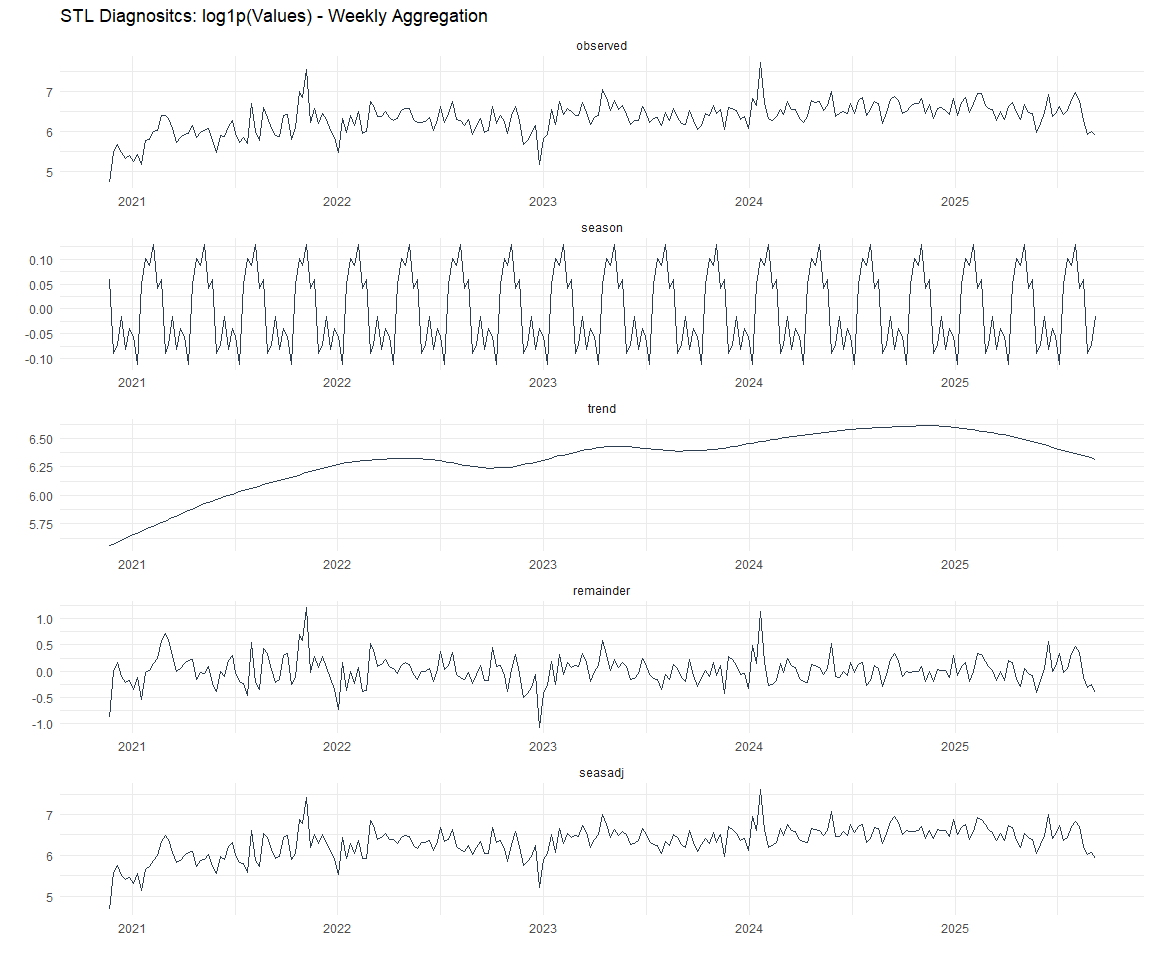 STL Diagnositcs: log1p(Values) - Weekly Aggregation
observed
7
6
5
2021 2022 2023 2024 2025
season
0.10
0.05
0.00
-0.05
-0.10
2021 2022 2023 2024 2025
trend
6.50
6.25
6.00
5.75
2021 2022 2023 2024 2025
remainder
1.0
0.5
0.0
-0.5
-1.0
2021 2022 2023 2024 2025
seasadj
7
6
5
2021 2022 2023 2024 2025